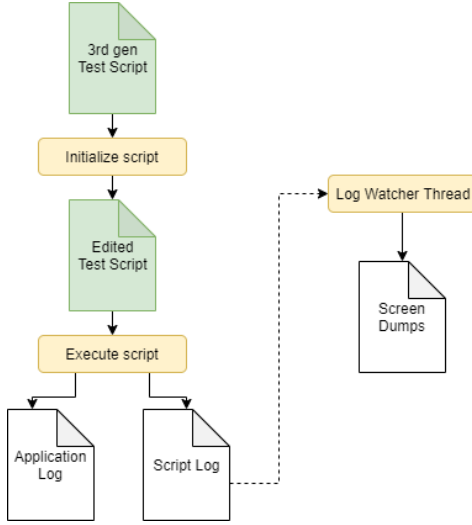 3rd gen
Test Script
Initialize script
Edited
Test Script
Execute script
Application
Log
Script Log
Log Watcher Thread
Screen
Dumps